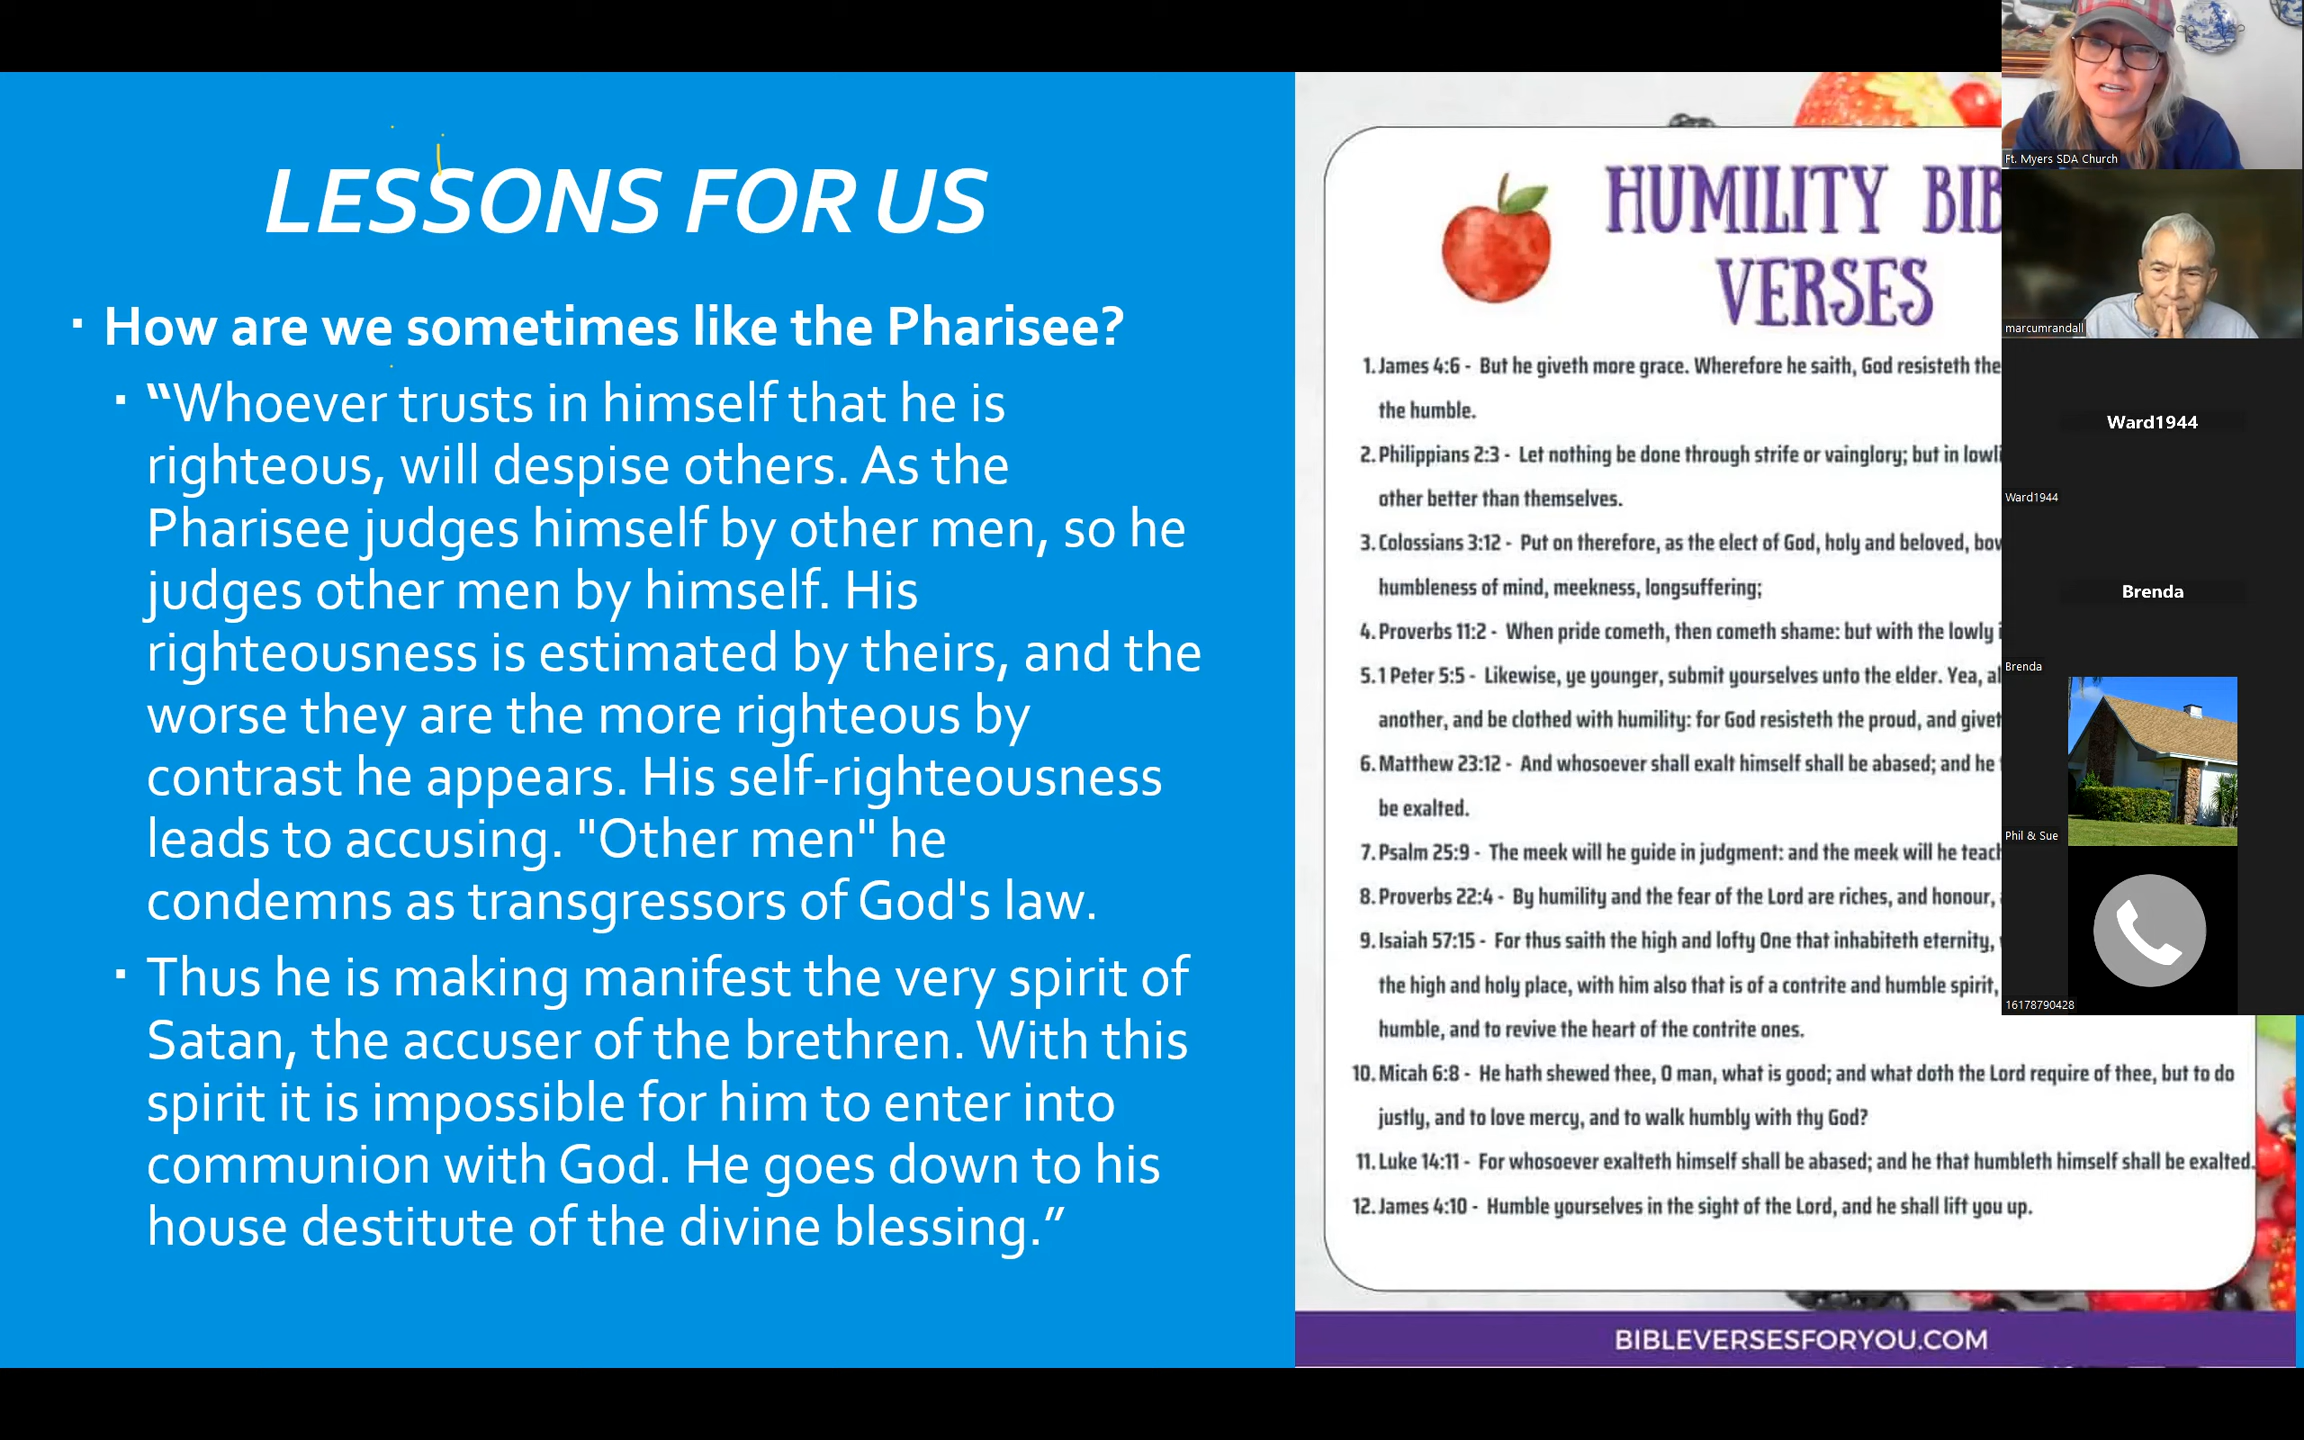 LESSONS FOR US
▪ How are we sometimes like the Pharisee?
▪ “Whoever trusts in himself that he is
righteous, will despise others. As the
Pharisee judges himself by other men, so he
judges other men by himself. His
righteousness is estimated by theirs, and the
worse they are the more righteous by
contrast he appears. His self-righteousness
leads to accusing. "Other men" he
condemns as transgressors of God's law.
▪ Thus he is making manifest the very spirit of
Satan, the accuser of the brethren. With this
spirit it is impossible for him to enter into
communion with God. He goes down to his
house destitute of the divine blessing.”
HUMILITY BIB
VERSES
1. James 4:6 - But he giveth more grace. Wherefore he saith, God resisteth the
the humble.
2. Philippians 2:3 - Let nothing be done through strife or vainglory; but in lowli
other better than themselves.
3. Colossians 3:12 - Put on therefore, as the elect of God, holy and beloved, bow
humbleness of mind, meekness, longsuffering;
4. Proverbs 11:2 - When pride cometh, then cometh shame: but with the lowly i
5. 1 Peter 5:5 - Likewise, ye younger, submit yourselves unto the elder. Yea, al
another, and be clothed with humility: for God resisteth the proud, and givet
6. Matthew 23:12 - And whosoever shall exalt himself shall be abased; and he
be exalted.
7. Psalm 25:9 - The meek will he guide in judgment: and the meek will he teach
8. Proverbs 22:4 - By humility and the fear of the Lord are riches, and honour,
9. Isaiah 57:15 - For thus saith the high and lofty One that inhabiteth eternity,
the high and holy place, with him also that is of a contrite and humble spirit,
humble, and to revive the heart of the contrite ones.
10. Micah 6:8 - He hath shewed thee, O man, what is good; and what doth the Lord require of thee, but to do
justly, and to love mercy, and to walk humbly with thy God?
11. Luke 14:11 - For whosoever exalteth himself shall be abased; and he that humbleth himself shall be exalted.
12. James 4:10 - Humble yourselves in the sight of the Lord, and he shall lift you up.
BIBLEVERSESFORYOU.COM
Ft. Myers SDA Church
marcumrandall
Ward1944
Ward1944
Brenda
Brenda
Phil & Sue
16178790428